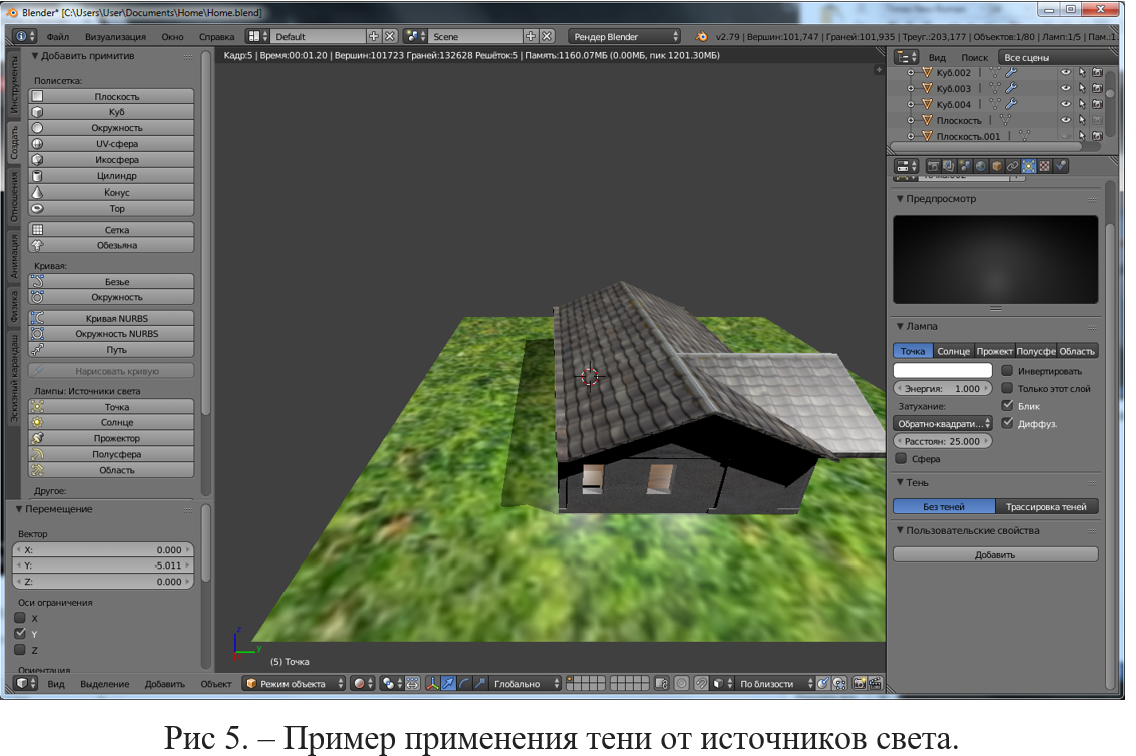 Blender* [C:\Users\User\Documents\Home\Home.blend]
Файл Визуализация Окно Справка Default Scene Рендер Blender v2.79 | Вершин:101,747 | Граней:101,935 | Треуг.:203,177 | Объектов:1/80 | Ламп:1/5 | Пам.:1
Добавить примитив
Кадр:5 | Время:00:01.20 | Вершин:101723 Граней:132628 Решёток:5 | Память:1160.07МБ (0.00МБ, пик 1201.30МБ)
Инструменты
Создать
Отношения
Анимация
Физика
Эскизный карандаш
Полисетка:
Плоскость
Куб
Окружность
UV-сфера
Икосфера
Цилиндр
Конус
Тор
Сетка
Обезьяна
Кривая:
Безье
Окружность
Кривая NURBS
Окружность NURBS
Путь
Нарисовать кривую
Лампы: Источники света
Точка
Солнце
Прожектор
Полусфера
Область
Другое:
Перемещение
Вектор
X: 0.000
Y: -5.011
Z: 0.000
Оси ограничения
X
Y
Z
Ориентация
z
y
(5) Точка
Вид Выделение Добавить Объект Режим объекта Глобально По близости
Вид Поиск Все сцены
Куб.002
Куб.003
Куб.004
Плоскость
Плоскость.001
Предпросмотр
Лампа
Точка Солнце Прожект Полусфе Область
Инвертировать
Энергия: 1.000 Только этот слой
Затухание: Блик
Обратно-квадрати... Диффуз.
Расстоян: 25.000
Сфера
Тень
Без теней Трассировка теней
Пользовательские свойства
Добавить
Рис 5. – Пример применения тени от источников света.